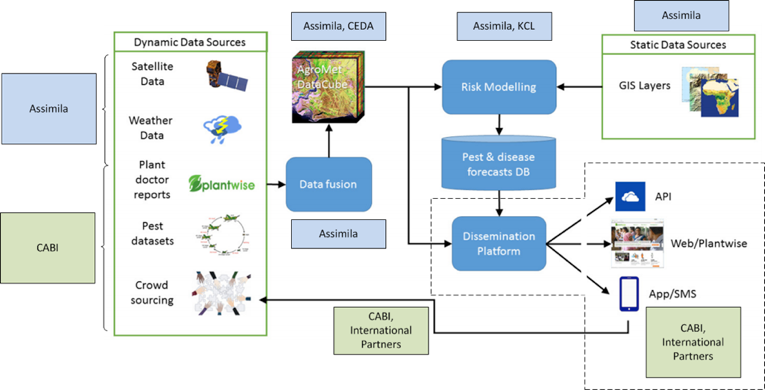 Assimila
Assimila, CEDA
Assimila, KCL
Dynamic Data Sources
Static Data Sources
Satellite
Data
AgroMet
DataCube
Risk Modelling
GIS Layers
Assimila
Weather
Data
Plant
doctor
reports
plantwise
Data fusion
Pest & disease
forecasts DB
API
CABI
Pest
datasets
Assimila
Dissemination
Platform
Web/Plantwise
Crowd
sourcing
App/SMS
CABI,
International
Partners
CABI,
International
Partners